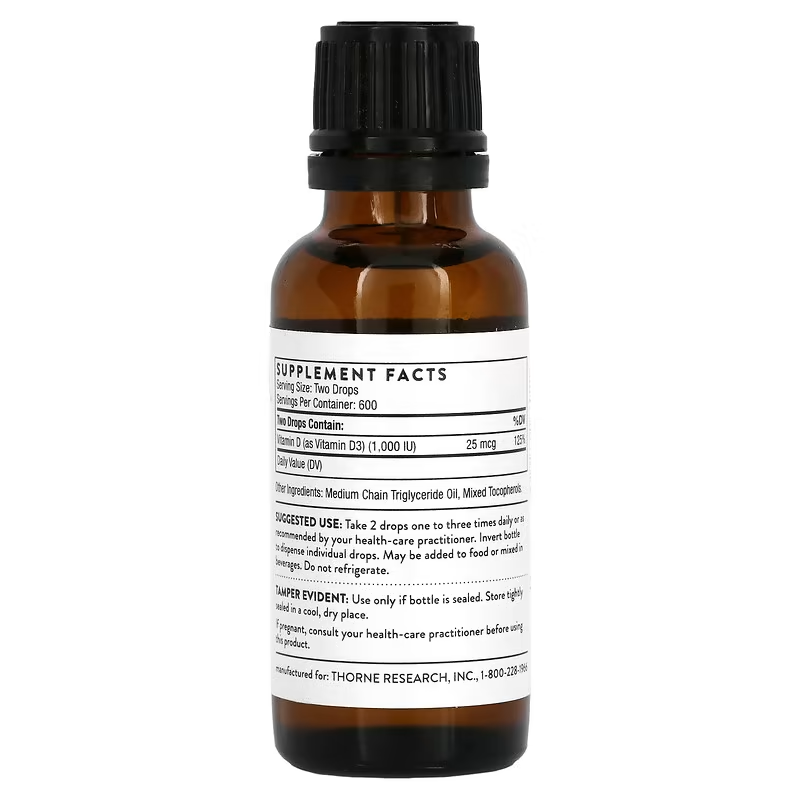 SUPPLEMENT FACTS
Serving Size: Two Drops
Servings Per Container: 600
Two Drops Contain: %DV
Vitamin D (as Vitamin D3) (1,000 IU) 25 mcg 125%
Daily Value (DV)
Other Ingredients: Medium Chain Triglyceride Oil, Mixed Tocopherols.
SUGGESTED USE: Take 2 drops one to three times daily or as
recommended by your health-care practitioner. Invert bottle
to dispense individual drops. May be added to food or mixed in
beverages. Do not refrigerate.
TAMPER EVIDENT: Use only if bottle is sealed. Store tightly
sealed in a cool, dry place.
If pregnant, consult your health-care practitioner before using
this product.
manufactured for: THORNE RESEARCH, INC., 1-800-228-1966